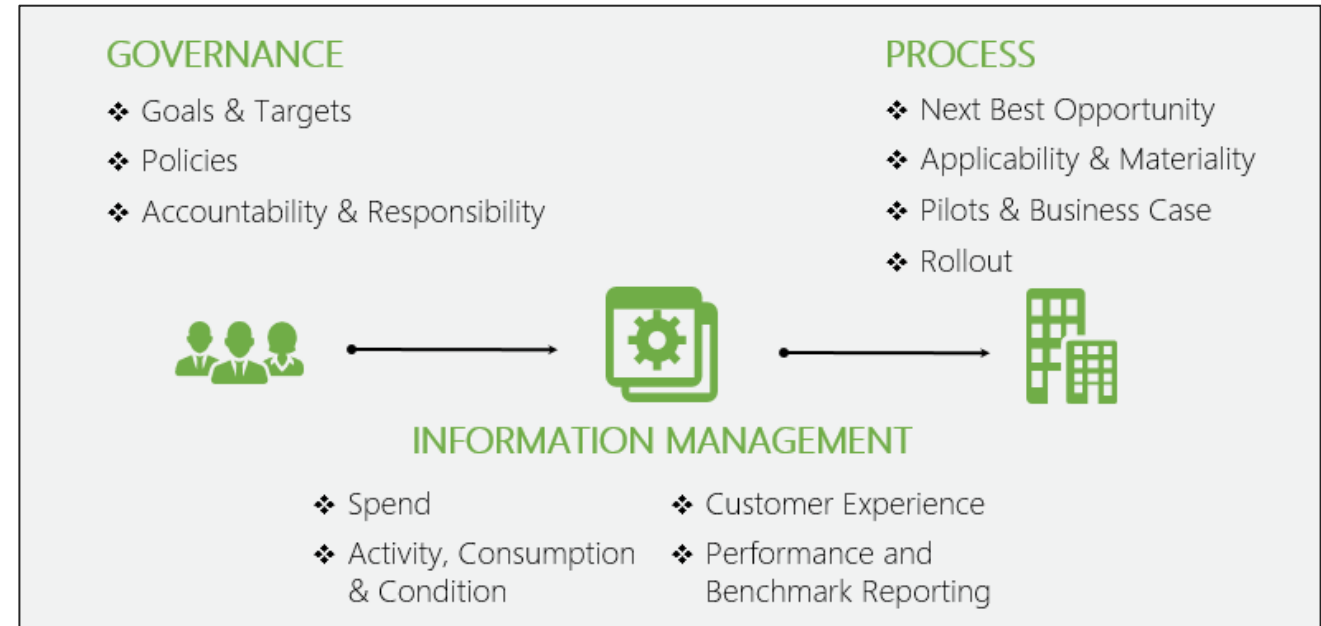 GOVERNANCE
❖ Goals & Targets
❖ Policies
❖ Accountability & Responsibility
PROCESS
❖ Next Best Opportunity
❖ Applicability & Materiality
❖ Pilots & Business Case
❖ Rollout
INFORMATION MANAGEMENT
❖ Spend
❖ Activity, Consumption
& Condition
❖ Customer Experience
❖ Performance and
Benchmark Reporting